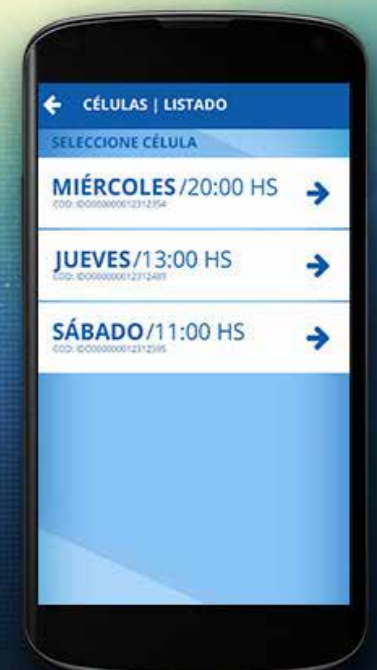 CÉLULAS | LISTADO
SELECCIONE CÉLULA
MIÉRCOLES/20:00 HS
JUEVES/13:00 HS
SÁBADO/11:00 HS